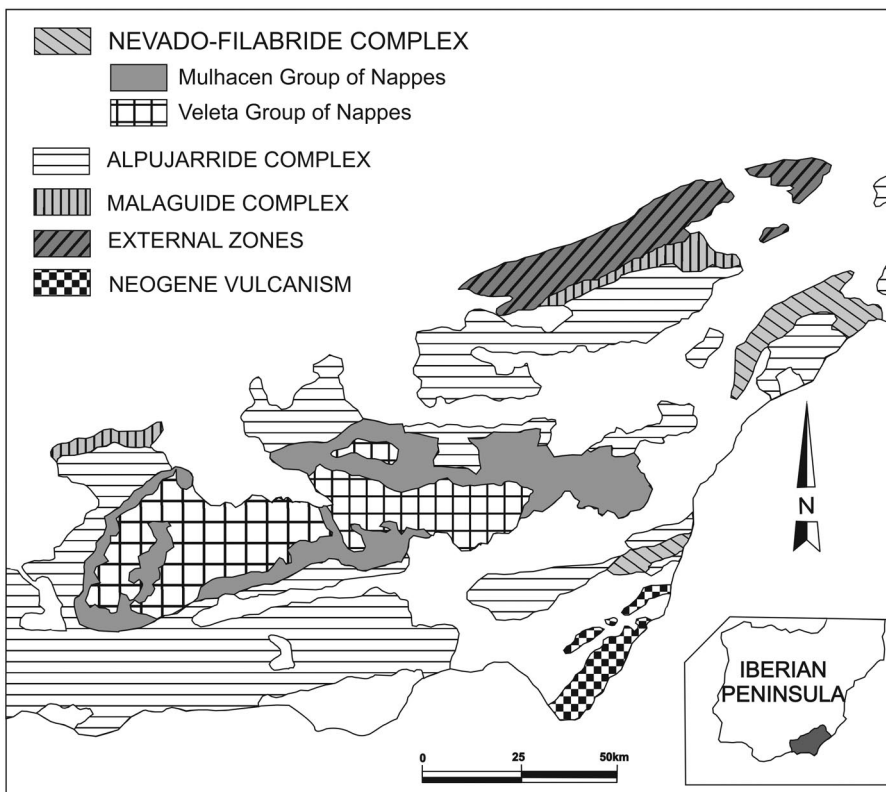 NEVADO-FILABRIDE COMPLEX
Mulhacen Group of Nappes
Veleta Group of Nappes
ALPUJARRIDE COMPLEX
MALAGUIDE COMPLEX
EXTERNAL ZONES
NEOGENE VULCANISM
N
IBERIAN
PENINSULA
0 25 50km